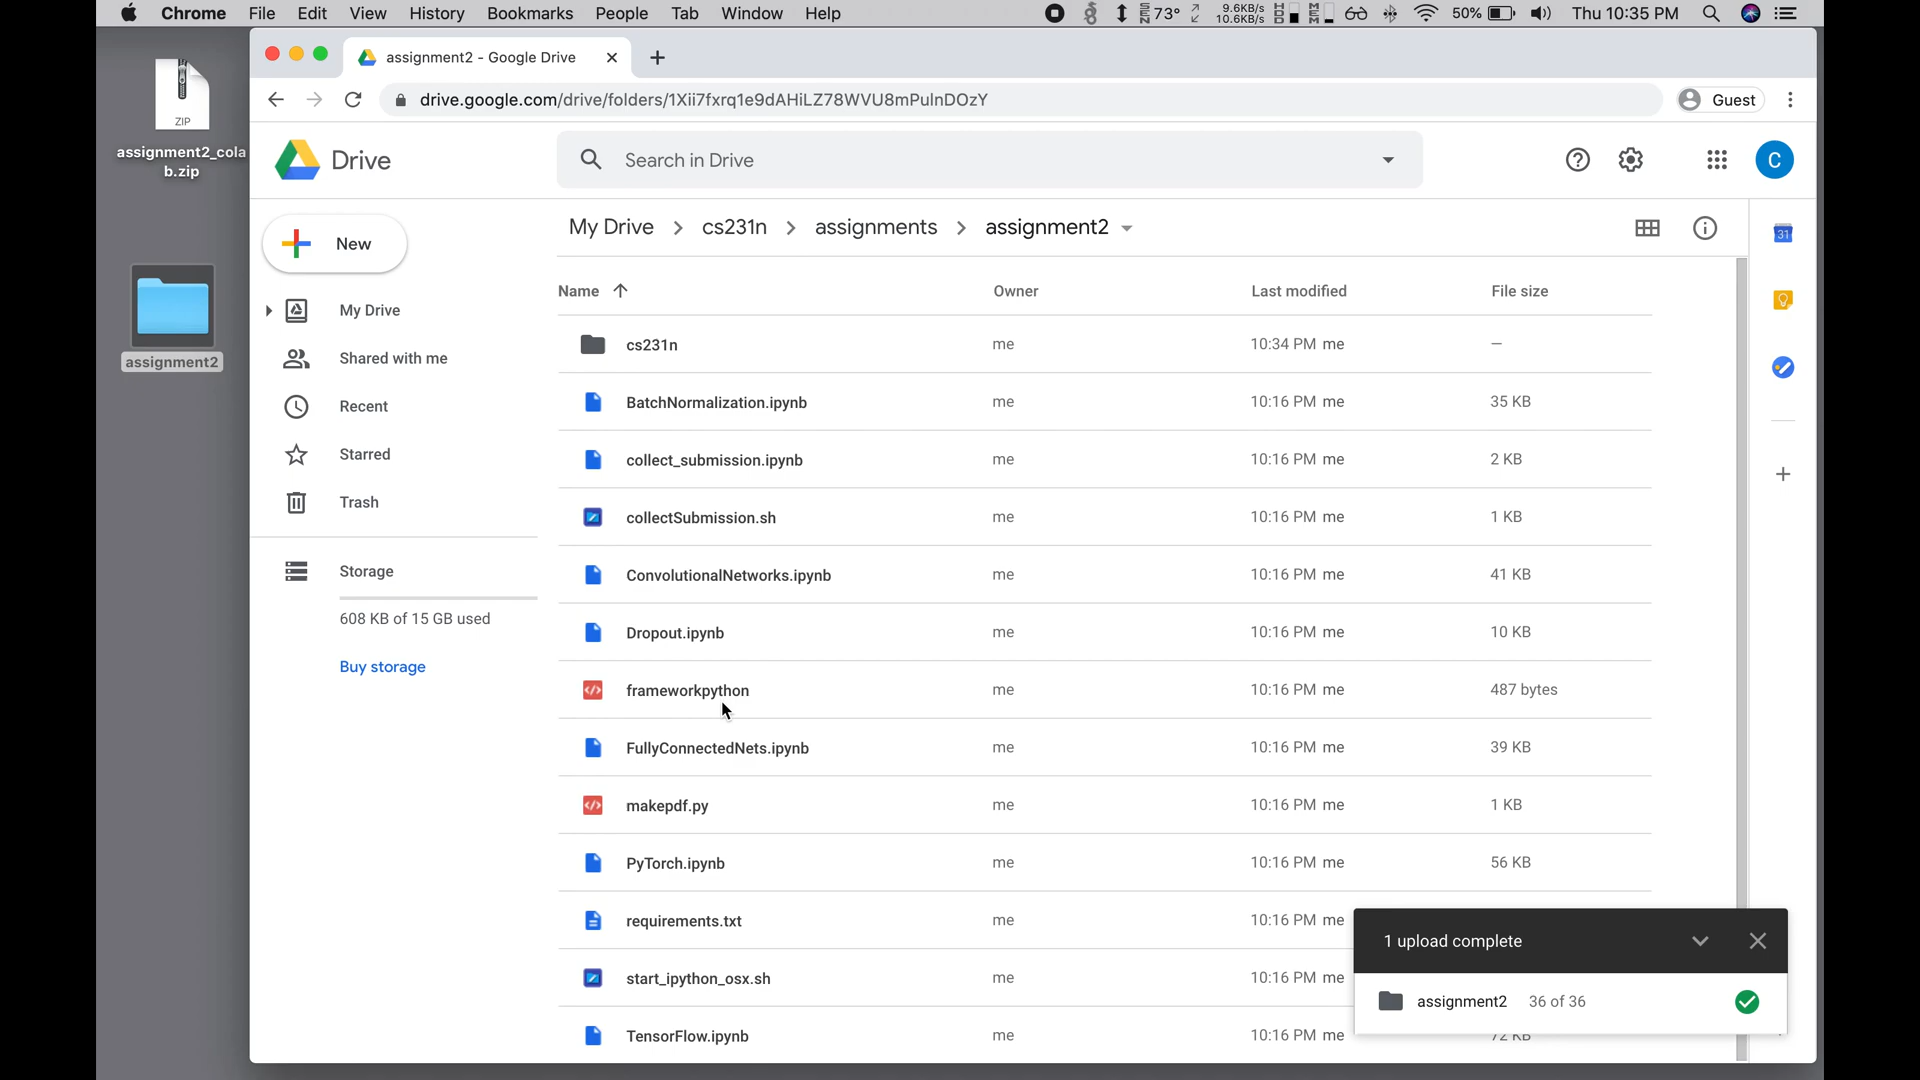 Chrome File Edit View History Bookmarks People Tab Window Help 73° 9.6KB/s 10.6KB/s 50% Thu 10:35 PM
assignment2 - Google Drive
drive.google.com/drive/folders/1Xii7fxrq1e9dAHiLZ78WVU8mPulnDOzY Guest
ZIP
assignment2_cola
b.zip
assignment2
Drive Search in Drive C
New
My Drive
Shared with me
Recent
Starred
Trash
Storage
608 KB of 15 GB used
Buy storage
My Drive > cs231n > assignments > assignment2
Name Owner Last modified File size
cs231n me 10:34 PM me —
BatchNormalization.ipynb me 10:16 PM me 35 KB
collect_submission.ipynb me 10:16 PM me 2 KB
collectSubmission.sh me 10:16 PM me 1 KB
ConvolutionalNetworks.ipynb me 10:16 PM me 41 KB
Dropout.ipynb me 10:16 PM me 10 KB
frameworkpython me 10:16 PM me 487 bytes
FullyConnectedNets.ipynb me 10:16 PM me 39 KB
makepdf.py me 10:16 PM me 1 KB
PyTorch.ipynb me 10:16 PM me 56 KB
requirements.txt me 10:16 PM me
start_ipython_osx.sh me 10:16 PM me
TensorFlow.ipynb me 10:16 PM me 72 KB
31
1 upload complete
assignment2 36 of 36